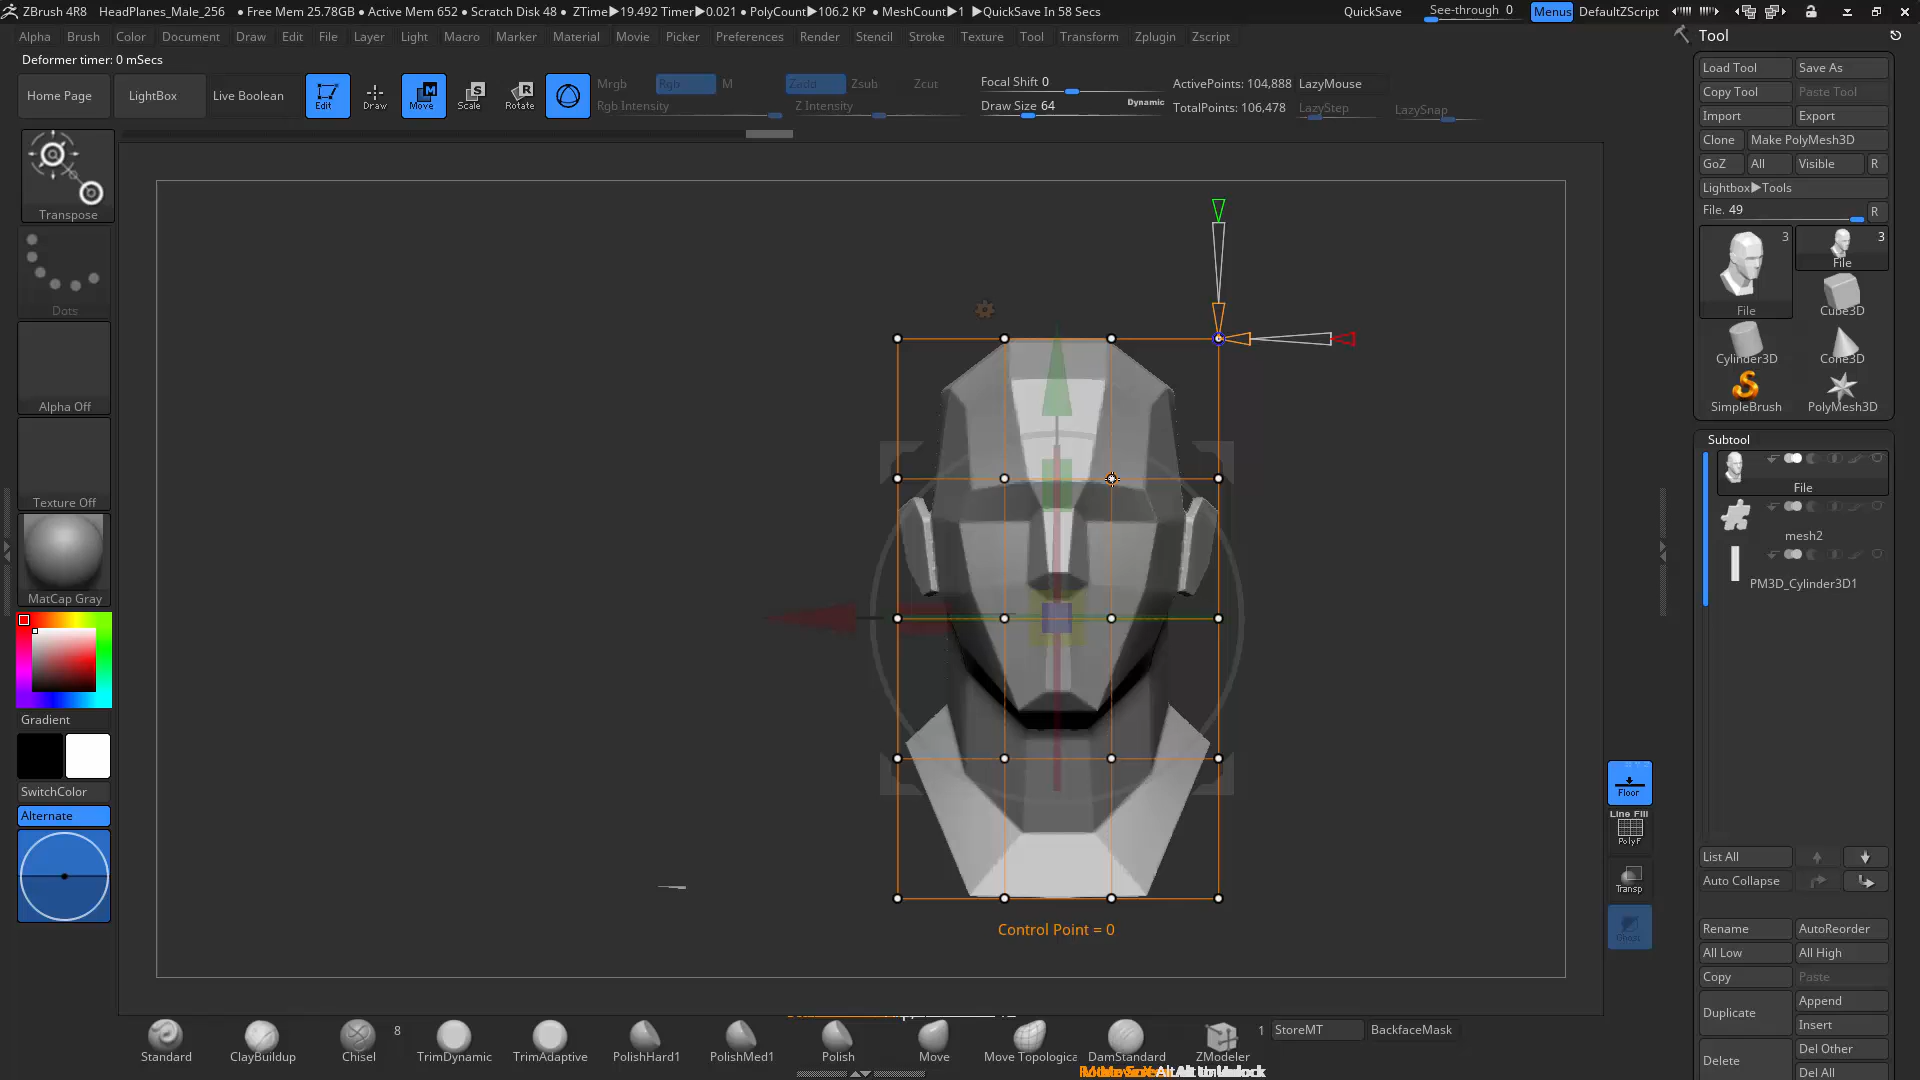 ZBrush 4R8 HeadPlanes_Male_256 • Free Mem 25.78GB • Active Mem 652 • Scratch Disk 48 • ZTime▶19.492 Timer▶0.021 • PolyCount▶106.2 KP • MeshCount▶1 ▶QuickSave In 58 Secs QuickSave See-through 0 Menus DefaultZScript
Alpha Brush Color Document Draw Edit File Layer Light Macro Marker Material Movie Picker Preferences Render Stencil Stroke Texture Tool Transform Zplugin Zscript
Deformer timer: 0 mSecs
Home Page LightBox Live Boolean Edit Draw Move Scale Rotate
Mrgb Rgb M Zadd Zsub Zcut
Rgb Intensity Z Intensity
Focal Shift 0
Draw Size 64 Dynamic
ActivePoints: 104,888 LazyMouse
TotalPoints: 106,478 LazyStep LazySnap
Transpose
Dots
Alpha Off
Texture Off
MatCap Gray
Gradient
SwitchColor
Alternate
Control Point = 0
Floor
Line Fill
PolyF
Transp
Ghost
Standard ClayBuildup Chisel 8 TrimDynamic TrimAdaptive PolishHard1 PolishMed1 Polish Move Move Topologica DamStandard ZModeler 1 StoreMT BackfaceMask
Tool
Load Tool Save As
Copy Tool Paste Tool
Import Export
Clone Make PolyMesh3D
GoZ All Visible R
Lightbox▶Tools
File. 49 R
3 File
3 File
Cube3D
Cylinder3D Cone3D
SimpleBrush PolyMesh3D
Subtool
File
mesh2
PM3D_Cylinder3D1
List All
Auto Collapse
Rename AutoReorder
All Low All High
Copy Paste
Duplicate Append
Insert
Delete Del Other
Del All